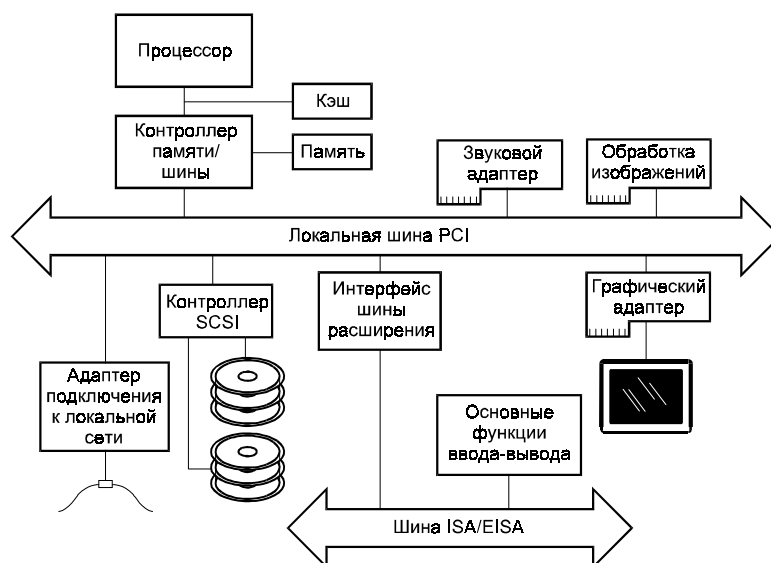 Процессор
Кэш
Контроллер
памяти/
шины
Память
Звуковой
адаптер
Обработка
изображений
Локальная шина PCI
Контроллер
SCSI
Интерфейс
шины
расширения
Графический
адаптер
Адаптер
подключения
к локальной
сети
Основные
функции
ввода-вывода
Шина ISA/EISA